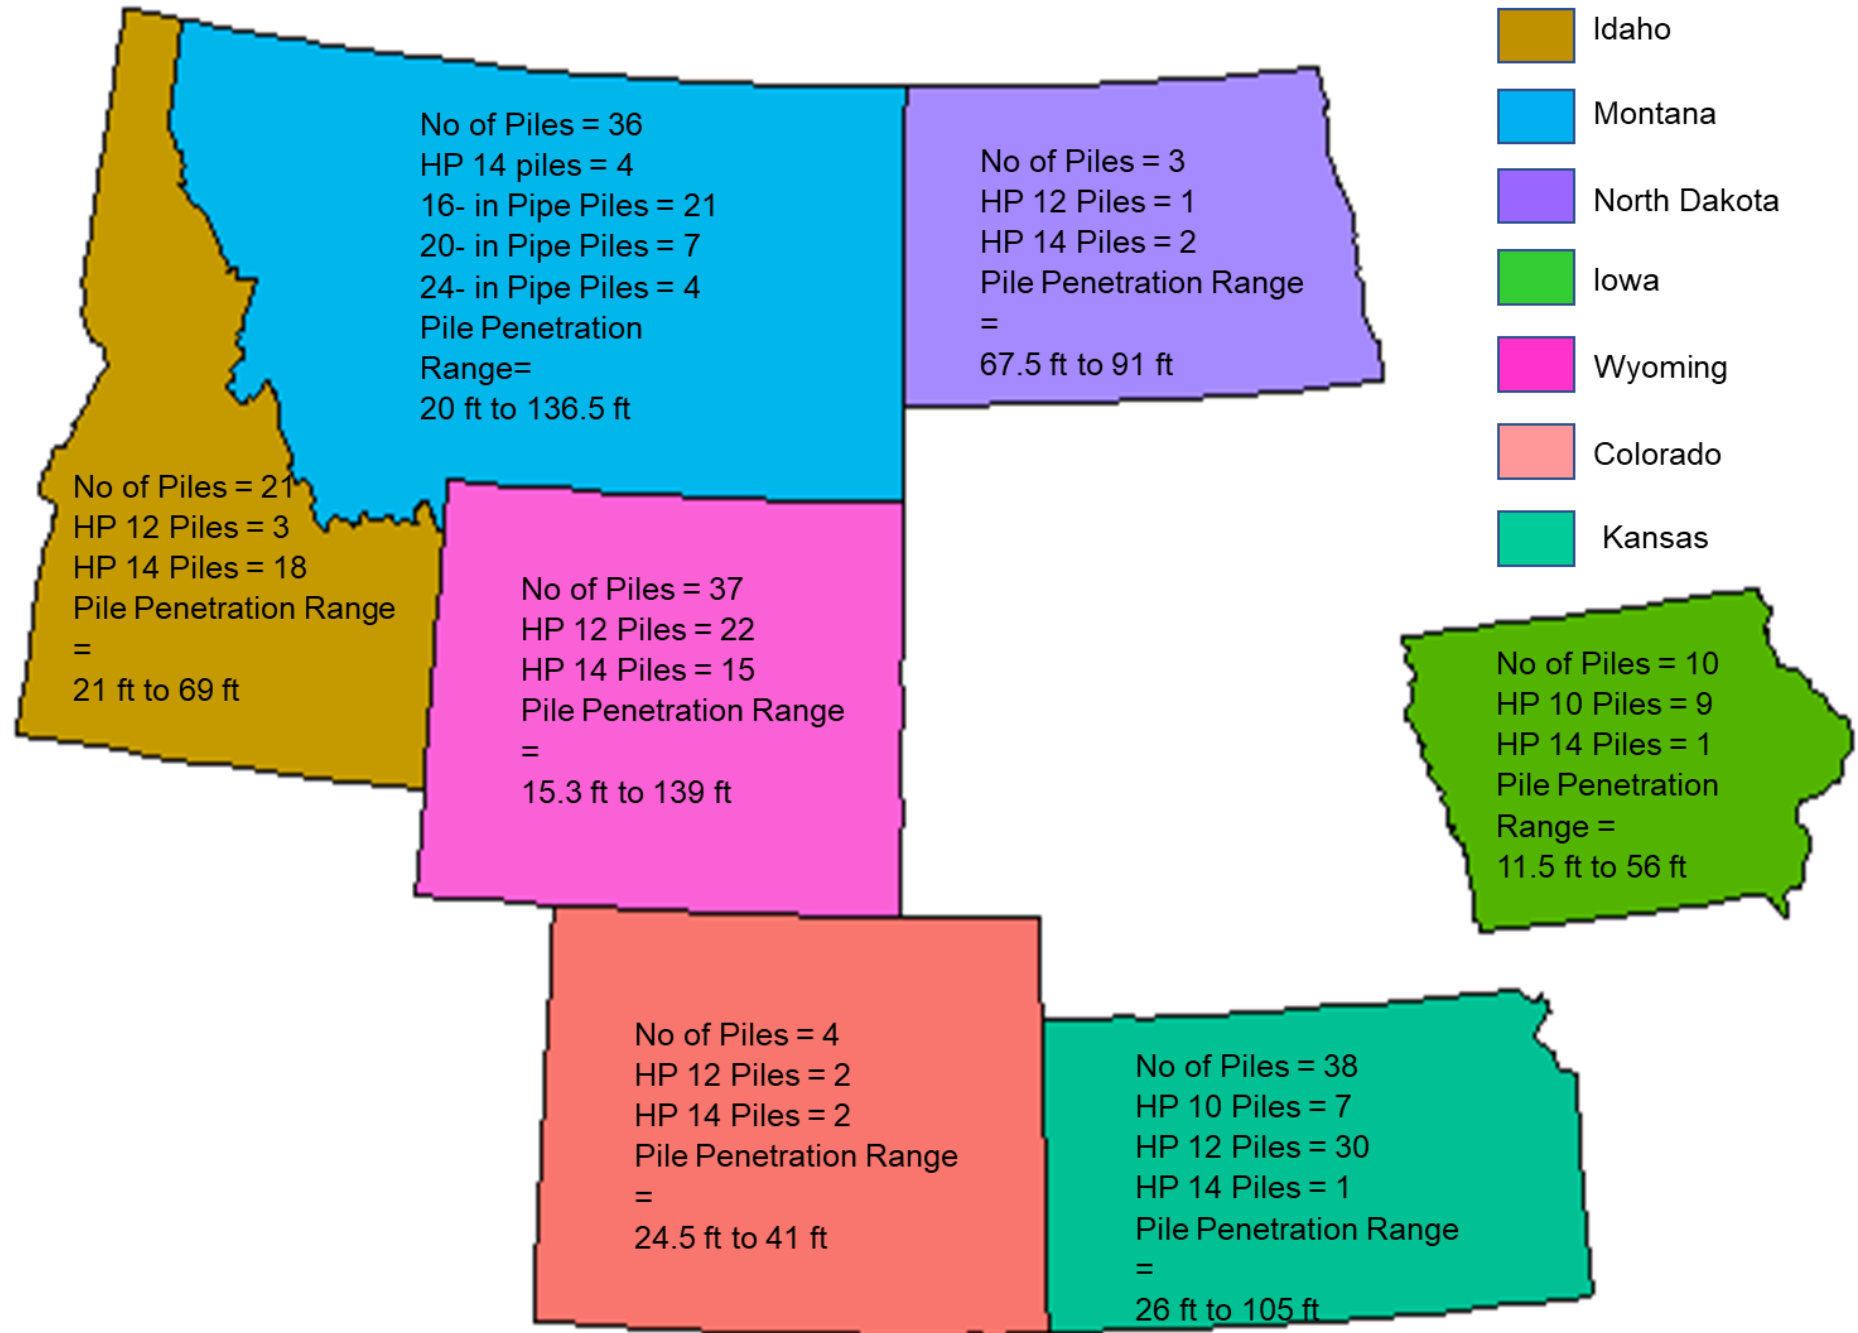 No of Piles = 36
HP 14 piles = 4
16- in Pipe Piles = 21
20- in Pipe Piles = 7
24- in Pipe Piles = 4
Pile Penetration
Range=
20 ft to 136.5 ft
No of Piles = 3
HP 12 Piles = 1
HP 14 Piles = 2
Pile Penetration Range
=
67.5 ft to 91 ft
Idaho
Montana
North Dakota
Iowa
Wyoming
Colorado
Kansas
No of Piles = 21
HP 12 Piles = 3
HP 14 Piles = 18
Pile Penetration Range
=
21 ft to 69 ft
No of Piles = 37
HP 12 Piles = 22
HP 14 Piles = 15
Pile Penetration Range
=
15.3 ft to 139 ft
No of Piles = 10
HP 10 Piles = 9
HP 14 Piles = 1
Pile Penetration
Range =
11.5 ft to 56 ft
No of Piles = 4
HP 12 Piles = 2
HP 14 Piles = 2
Pile Penetration Range
=
24.5 ft to 41 ft
No of Piles = 38
HP 10 Piles = 7
HP 12 Piles = 30
HP 14 Piles = 1
Pile Penetration Range
=
26 ft to 105 ft